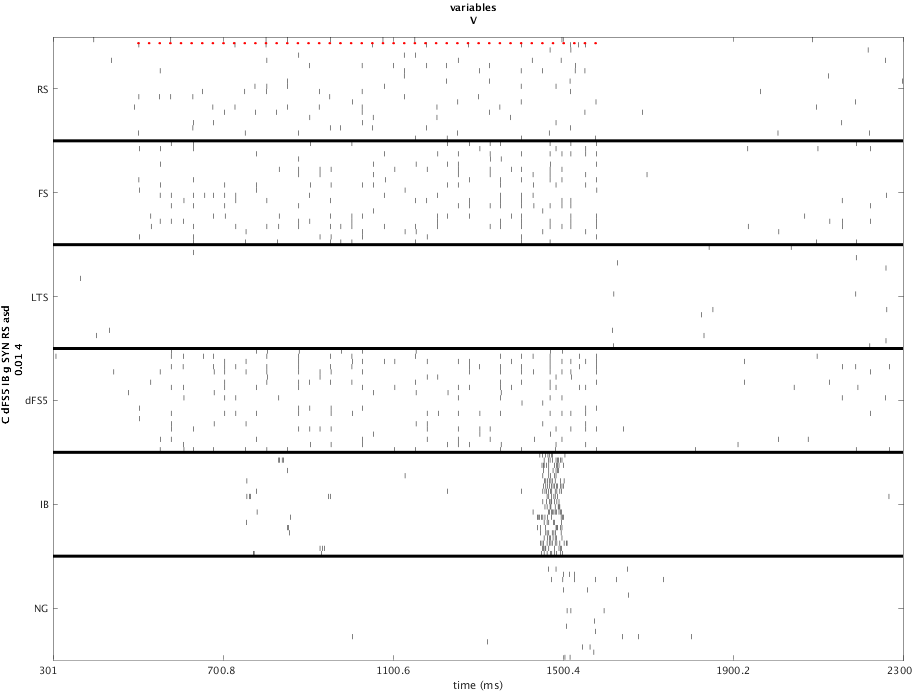 variables
V
RS
FS
LTS
dFS5
IB
NG
C dFS5 IB g SYN RS asd
0.01 4
301
700.8
1100.6
1500.4
1900.2
2300
time (ms)